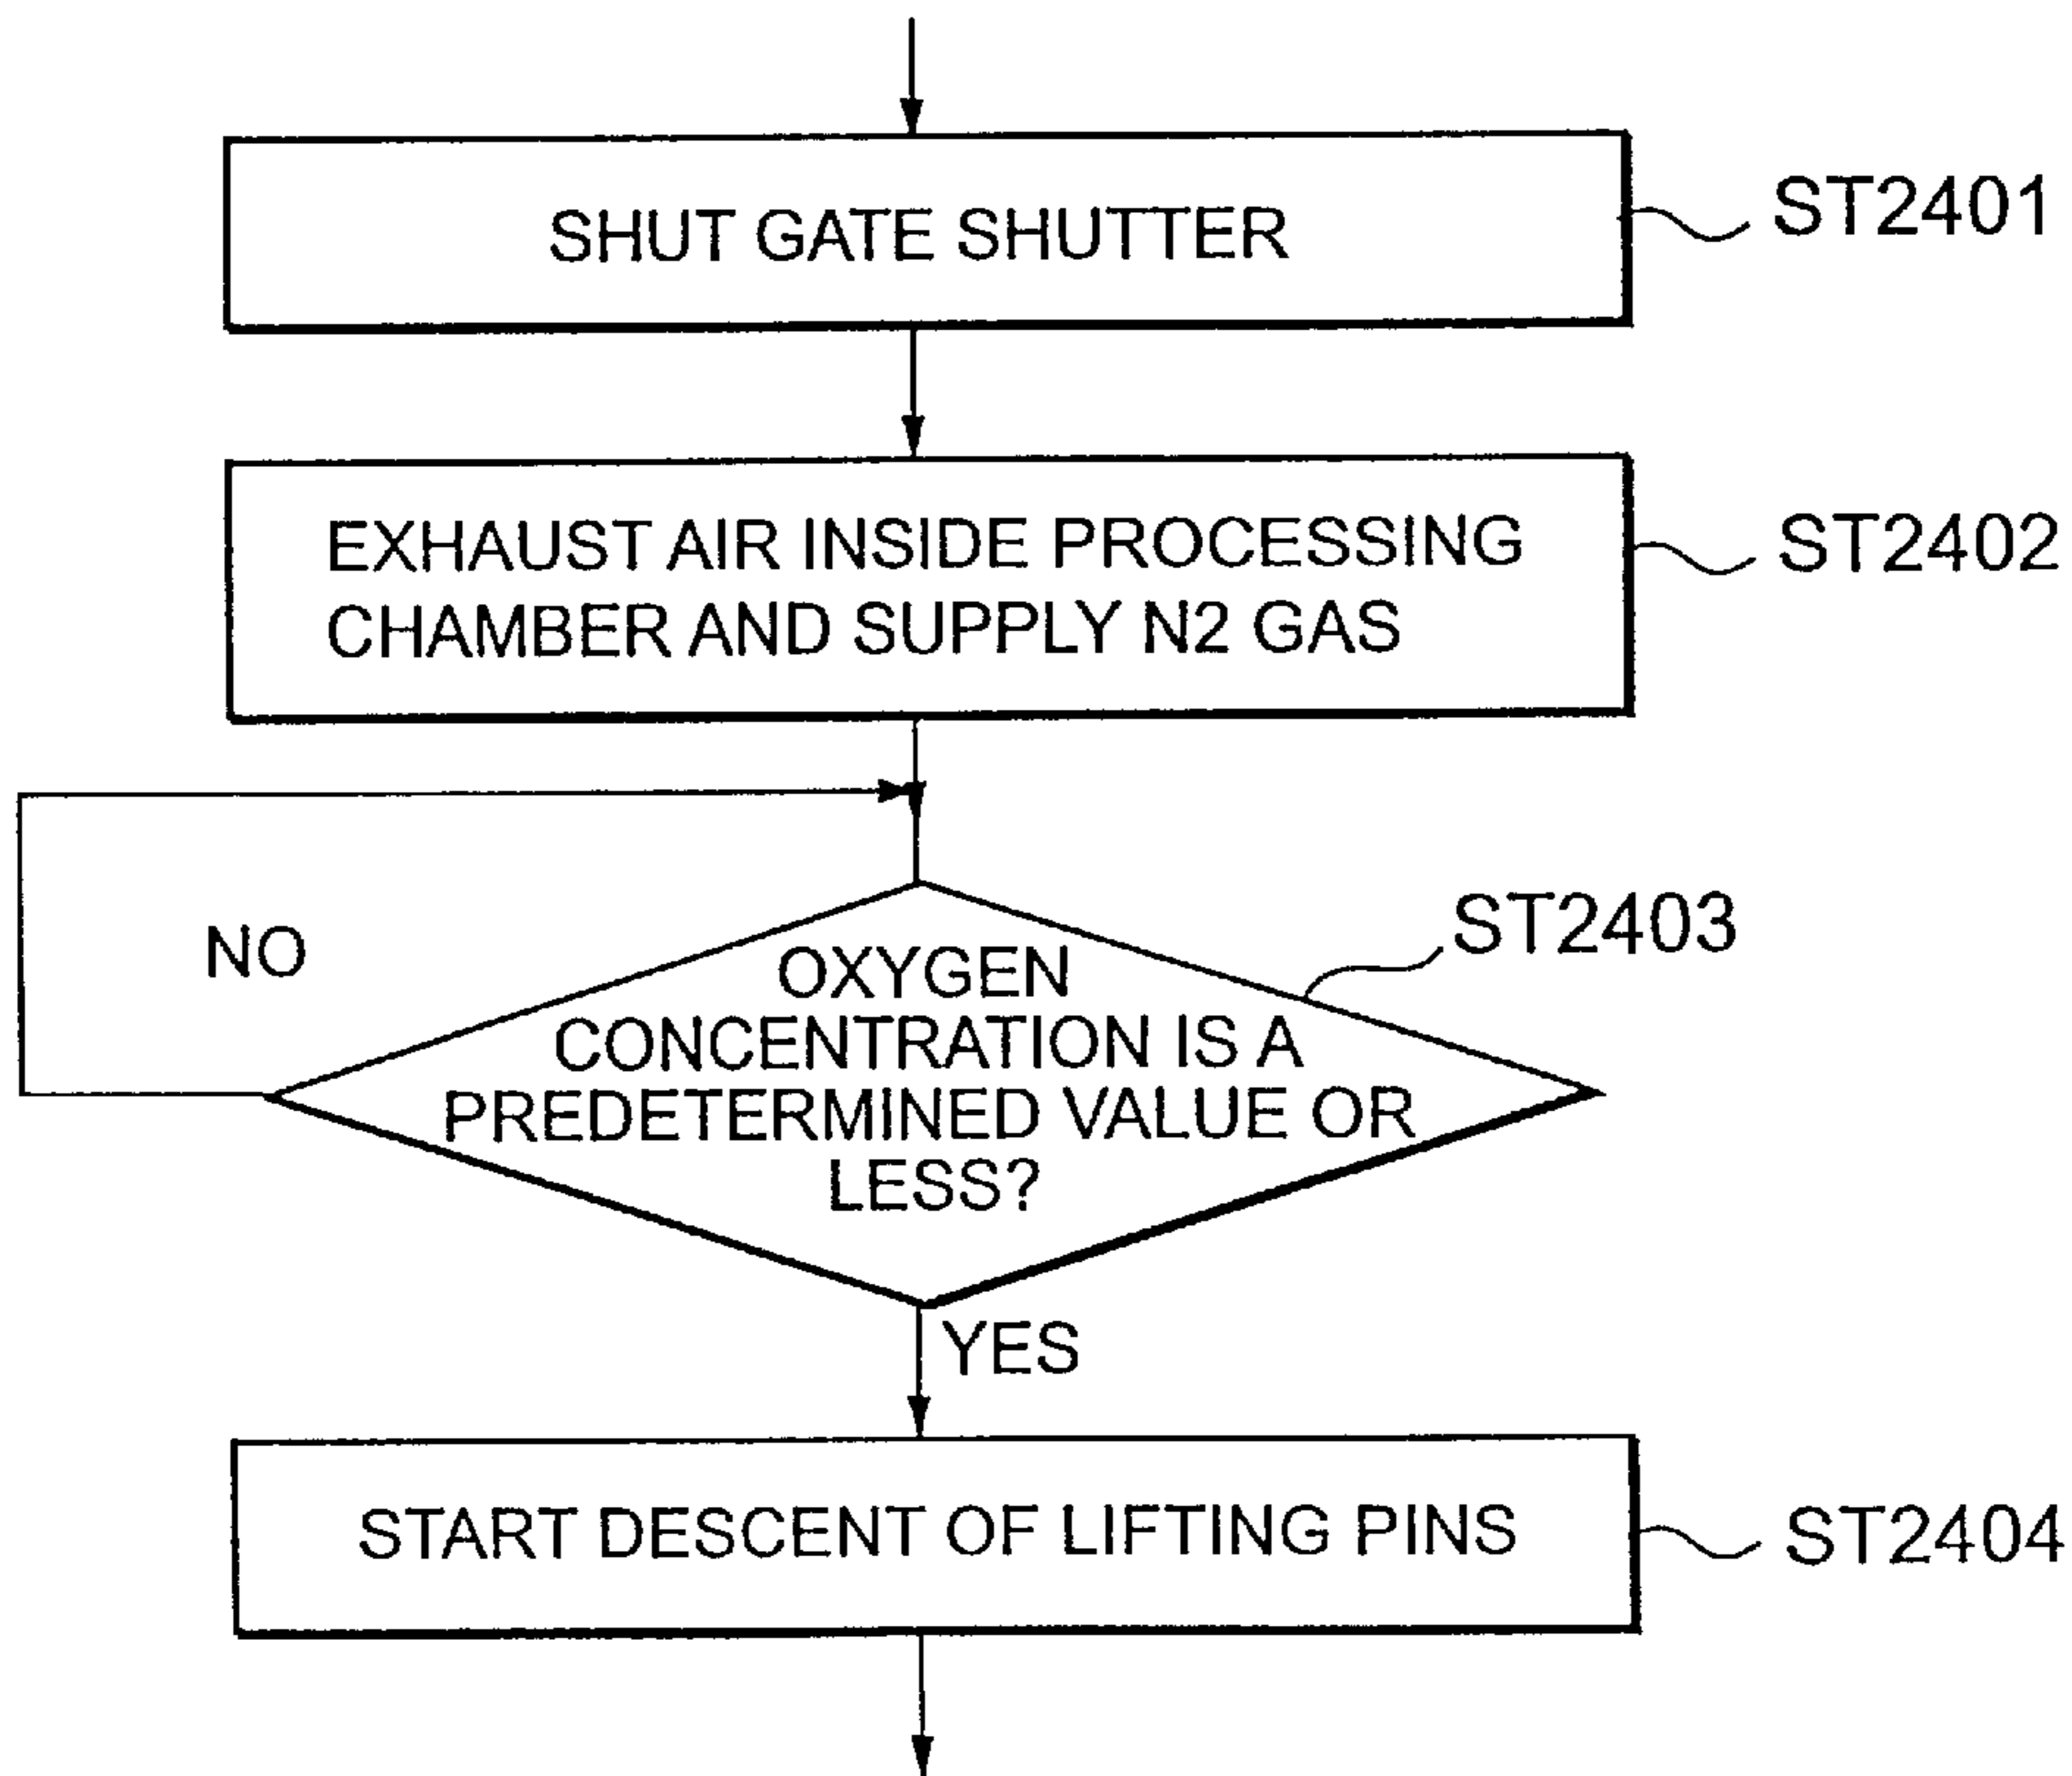 SHUT GATE SHUTTER
ST2401
EXHAUST AIR INSIDE PROCESSING
CHAMBER AND SUPPLY N2 GAS
ST2402
NO
ST2403
OXYGEN
CONCENTRATION IS A
PREDETERMINED VALUE OR
LESS?
YES
START DESCENT OF LIFTING PINS
ST2404